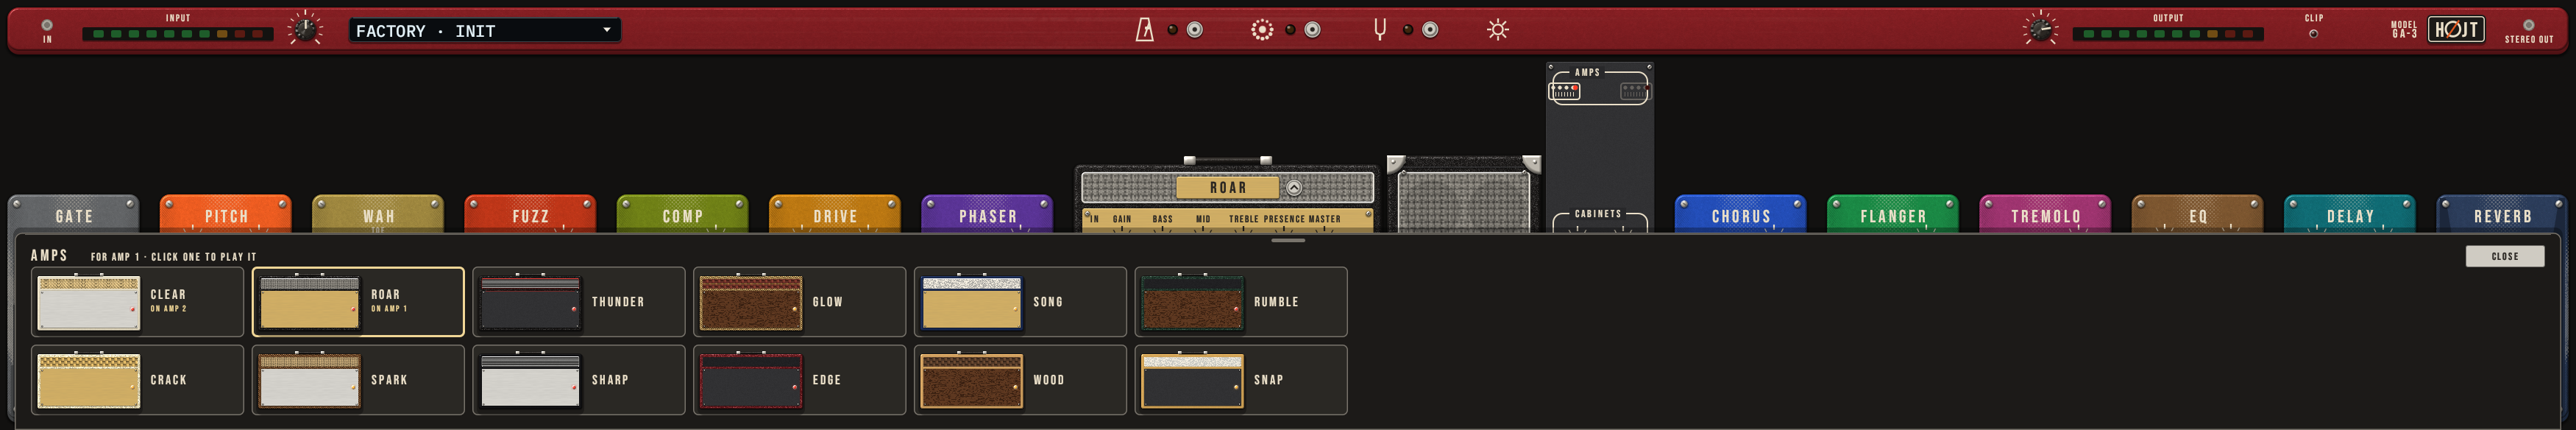 INPUT
IN
FACTORY · INIT
OUTPUT
CLIP
MODEL
GA-3
HØJT
STEREO OUT
AMPS
ROAR
IN GAIN BASS MID TREBLE PRESENCE MASTER
CABINETS
GATE
PITCH
WAH
TOE
FUZZ
COMP
DRIVE
PHASER
CHORUS
FLANGER
TREMOLO
EQ
DELAY
REVERB
AMPS FOR AMP 1 · CLICK ONE TO PLAY IT
CLOSE
CLEAR
ON AMP 2
ROAR
ON AMP 1
THUNDER
GLOW
SONG
RUMBLE
CRACK
SPARK
SHARP
EDGE
WOOD
SNAP